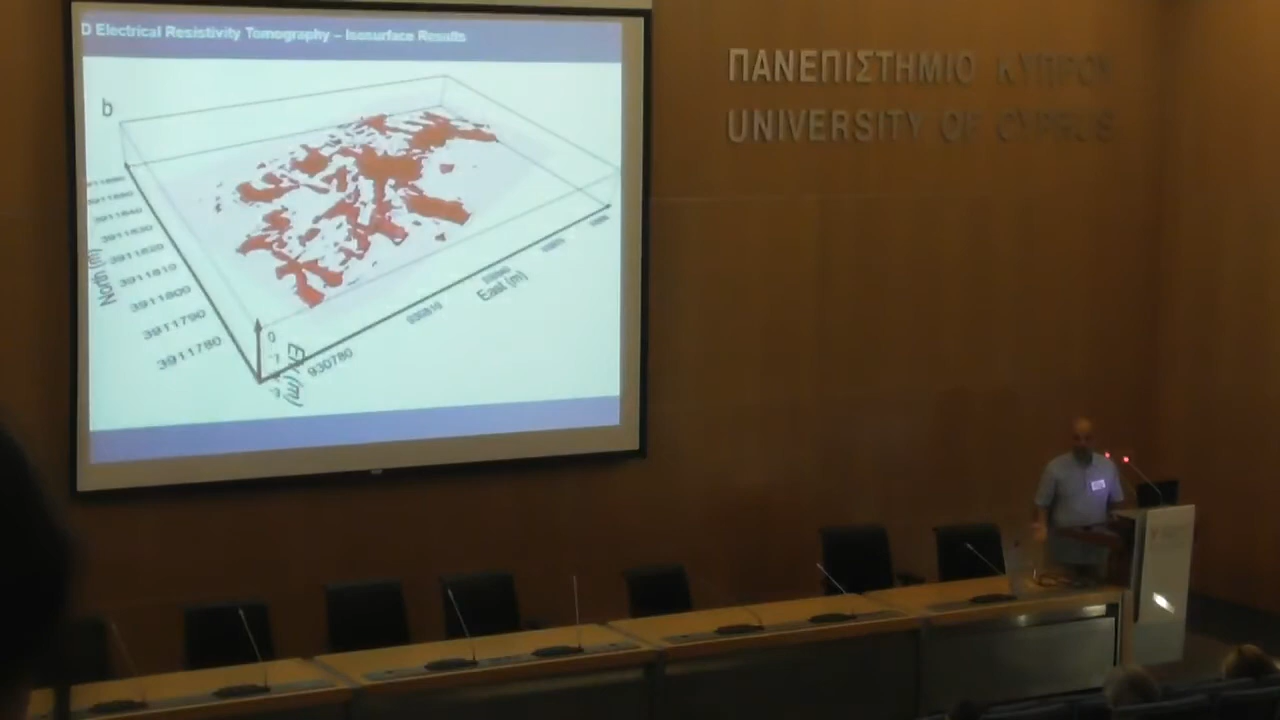 D Electrical Resistivity Tomography – Isosurface Results
b
ΠΑΝΕΠΙΣΤΗΜΙΟ ΚΥΠΡΟΥ
UNIVERSITY OF CYPRUS
3911840
3911830
3911820
3911810
3911800
3911790
3911780
North (m)
0
-1
930780
930810
East (m)